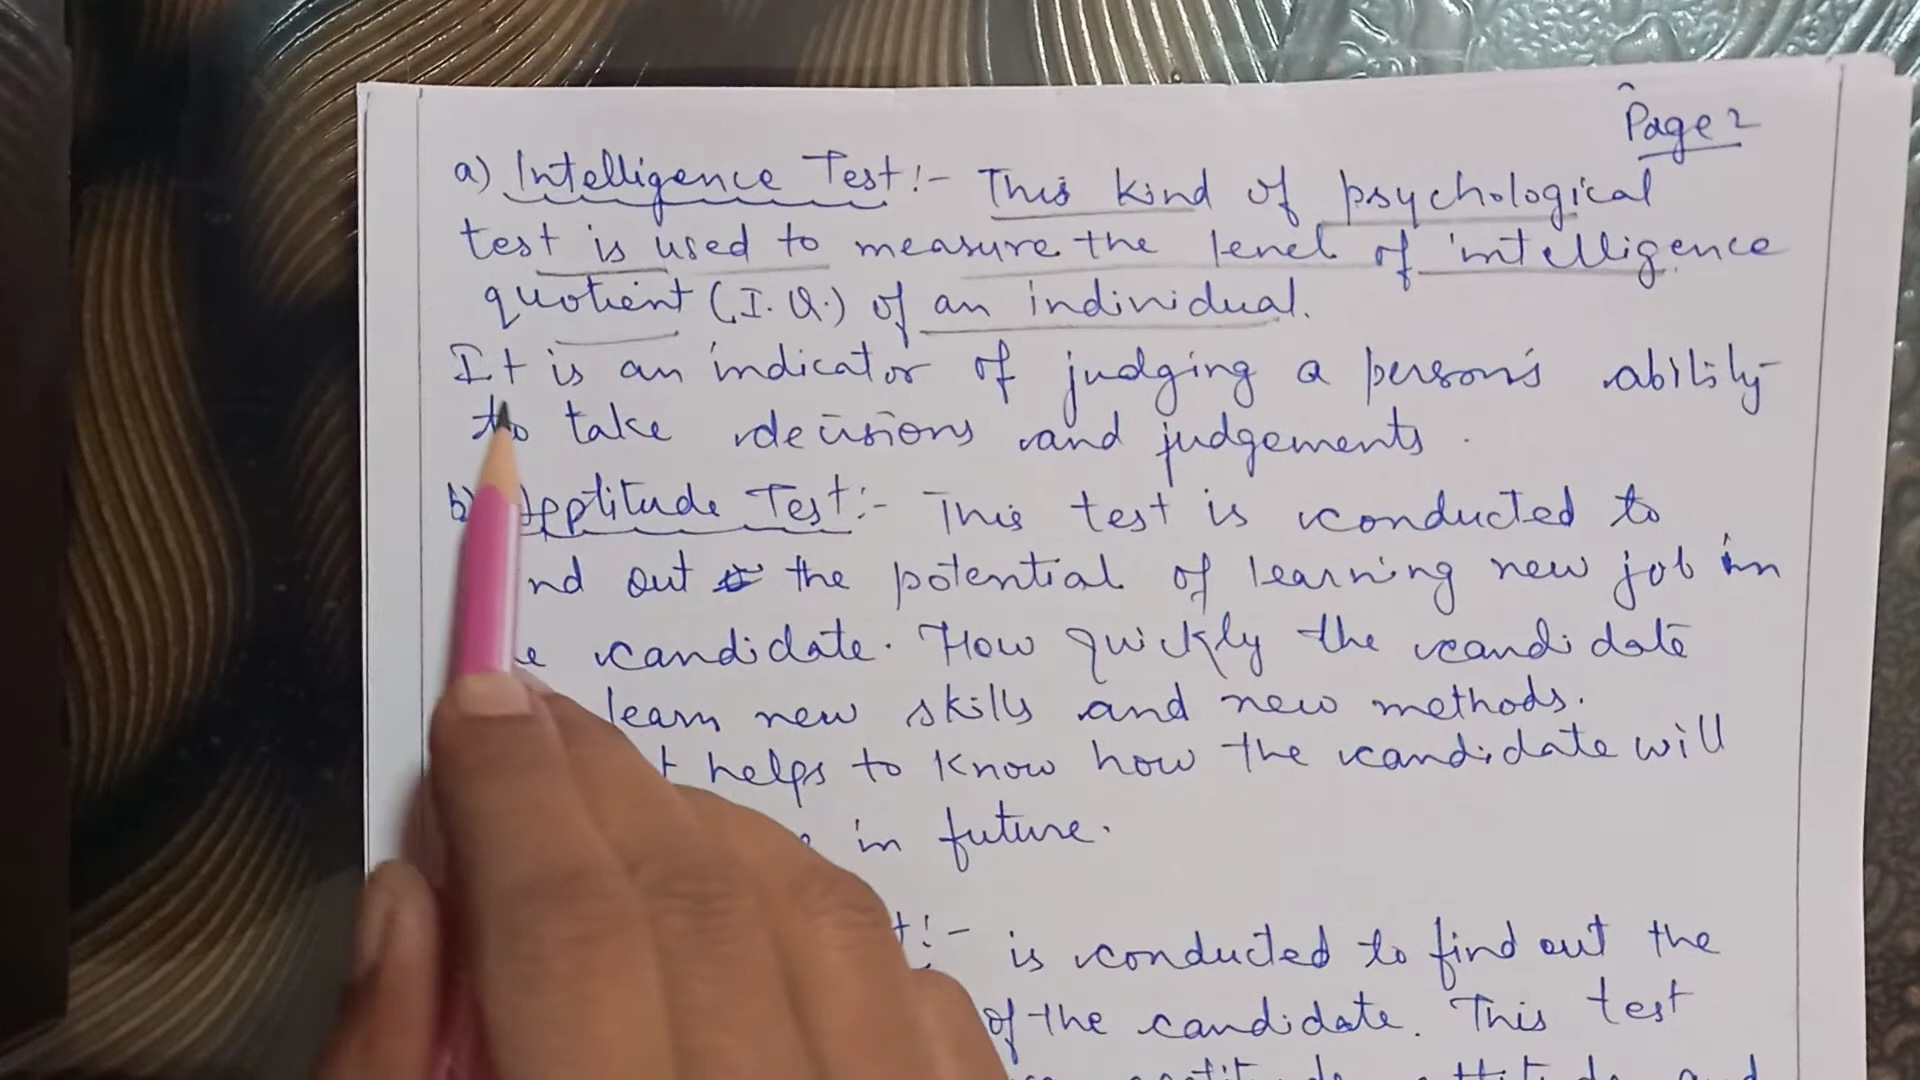 Page 2
a) Intelligence Test:- This kind of psychological
test is used to measure the level of intelligence
quotient (I.Q.) of an individual.
It is an indicator of judging a person's ability
to take decisions and judgements.
b) Apptitude Test:- This test is conducted to
nd out the potential of learning new job in
e candidate. How quickly the candidate
learn new skills and new methods.
t helps to know how the candidate will
in future.
t:- is conducted to find out the
of the candidate. This test
and